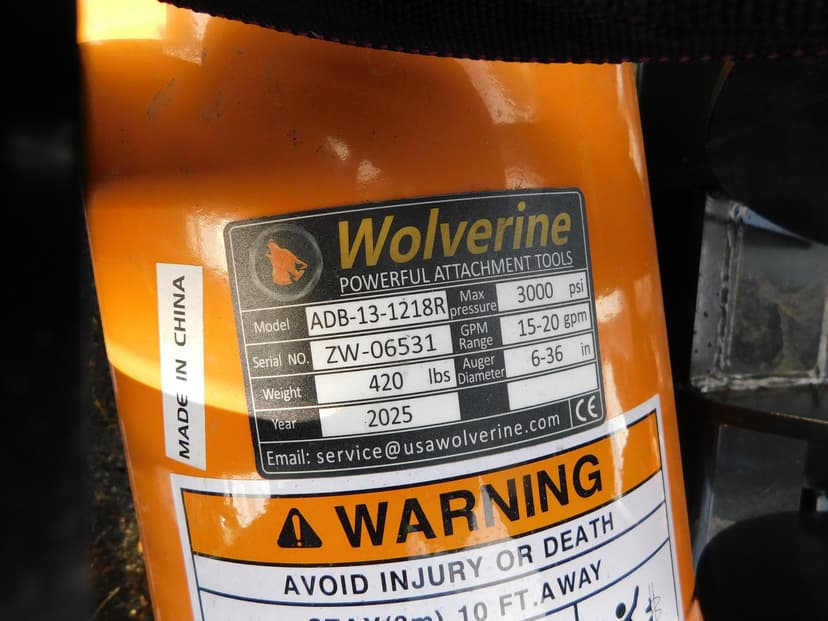 Wolverine
POWERFUL ATTACHMENT TOOLS
Model ADB-13-1218R Max pressure 3000 psi
Serial NO. ZW-06531 GPM Range 15-20 gpm
Weight 420 lbs Auger Diameter 6-36 in
Year 2025
Email: service@usawolverine.com CE
MADE IN CHINA
WARNING
AVOID INJURY OR DEATH
STAY(3m) 10 FT.AWAY